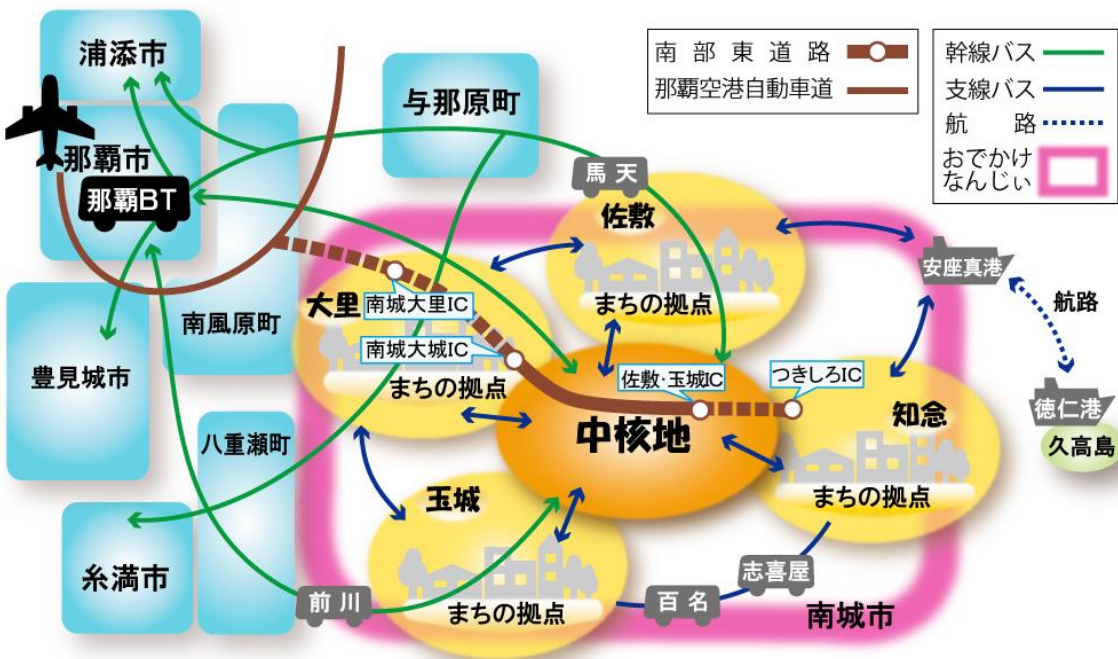 浦添市
那覇市
那覇BT
与那原町
南部東道路
那覇空港自動車道
幹線バス
支線バス
航路
おでかけ
なんじぃ
馬天
佐敷
まちの拠点
安座真港
航路
徳仁港
久高島
大里
南城大里IC
南城大城IC
まちの拠点
南風原町
豊見城市
八重瀬町
糸満市
佐敷・玉城IC
つきしろIC
中核地
知念
まちの拠点
玉城
まちの拠点
前川
百名
志喜屋
南城市